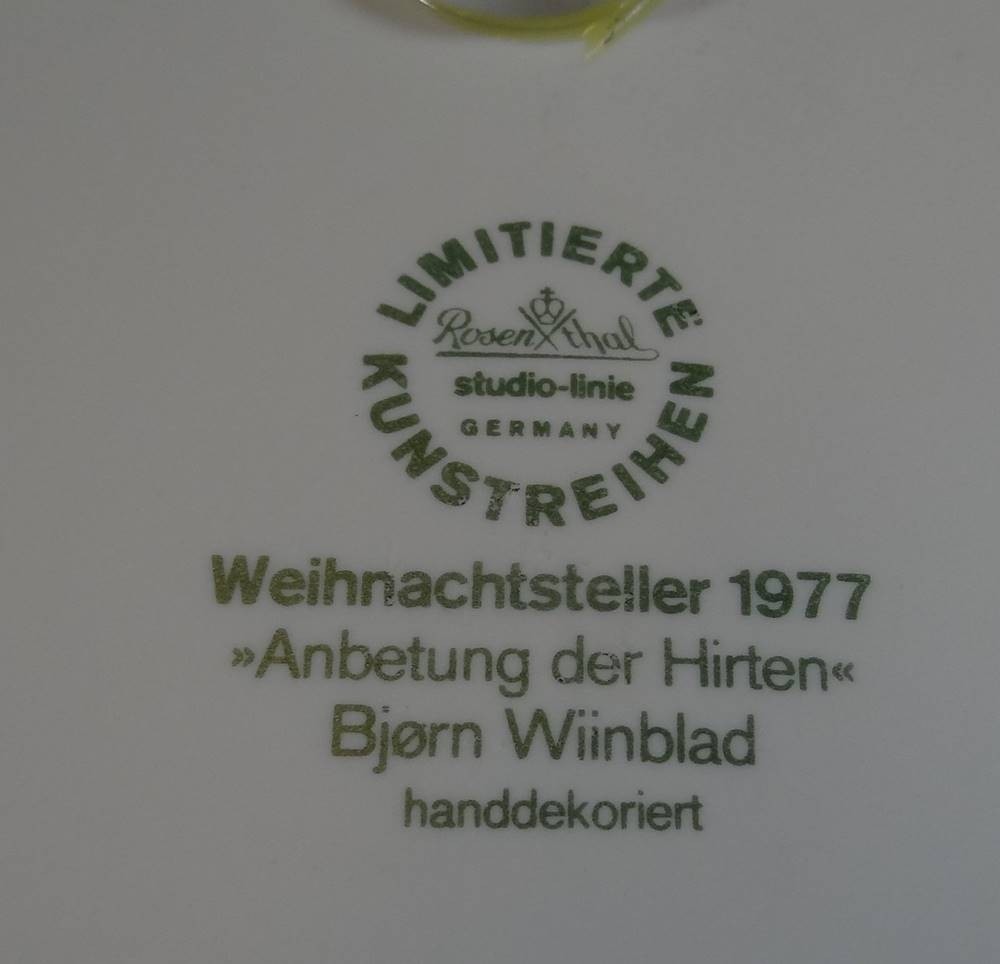 LIMITIERTE
Rosenthal
studio-linie
GERMANY
KUNSTREIHEN
Weihnachtsteller 1977
»Anbetung der Hirten«
Bjørn Wiinblad
handdekoriert